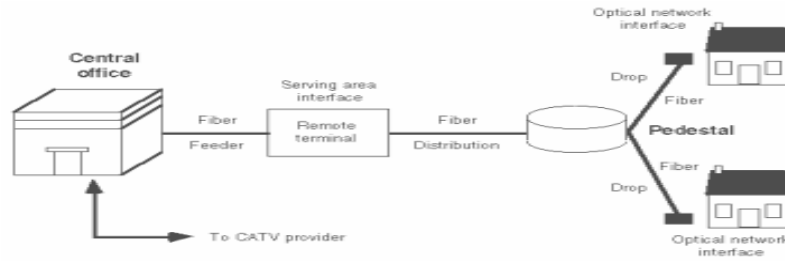 Optical network
interface
Central
office
Serving area
interface
Drop
Fiber
Fiber
Remote
terminal
Fiber
Pedestal
Feeder
Distribution
Fiber
Drop
To CATV provider
Optical network
interface